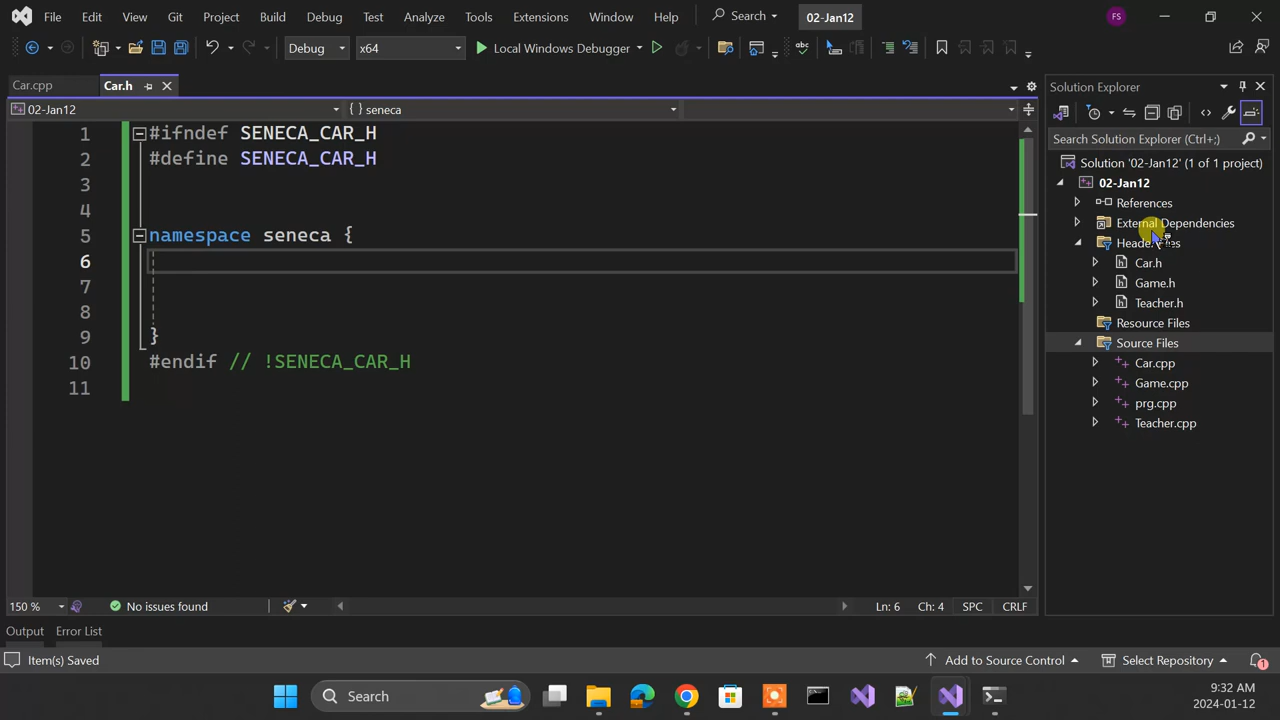 File Edit View Git Project Build Debug Test Analyze Tools Extensions Window Help Search 02-Jan12 FS
Debug x64 Local Windows Debugger
Car.cpp Car.h
02-Jan12 {} seneca
1 #ifndef SENECA_CAR_H
2 #define SENECA_CAR_H
3
4
5 namespace seneca {
6
7
8
9 }
10 #endif // !SENECA_CAR_H
11
150 % No issues found Ln: 6 Ch: 4 SPC CRLF
Output Error List
Item(s) Saved Add to Source Control Select Repository 1
Solution Explorer
Search Solution Explorer (Ctrl+;)
Solution '02-Jan12' (1 of 1 project)
02-Jan12
References
External Dependencies
Car.h
Game.h
Teacher.h
Resource Files
Source Files
Car.cpp
Game.cpp
prg.cpp
Teacher.cpp
Search
9:32 AM
2024-01-12